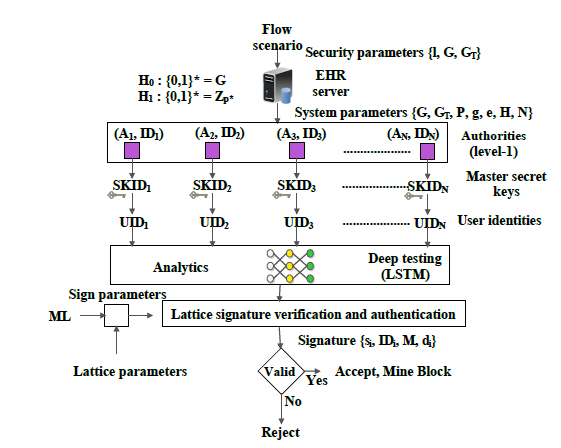 Flow
scenario
Security parameters {l, G, G_T}
H₀ : {0,1}* = G
H₁ : {0,1}* = Z_p*
EHR
server
System parameters {G, G_T, P, g, e, H, N}
(A₁, ID₁) (A₂, ID₂) (A₃, ID₃) (A_N, ID_N)
Authorities
(level-1)
SKID₁ SKID₂ SKID₃ SKID_N
Master secret
keys
UID₁ UID₂ UID₃ UID_N User identities
Analytics
Deep testing
(LSTM)
Sign parameters
ML
Lattice signature verification and authentication
Signature {sᵢ, IDᵢ, M, dᵢ}
Lattice parameters
Valid
Yes
Accept, Mine Block
No
Reject